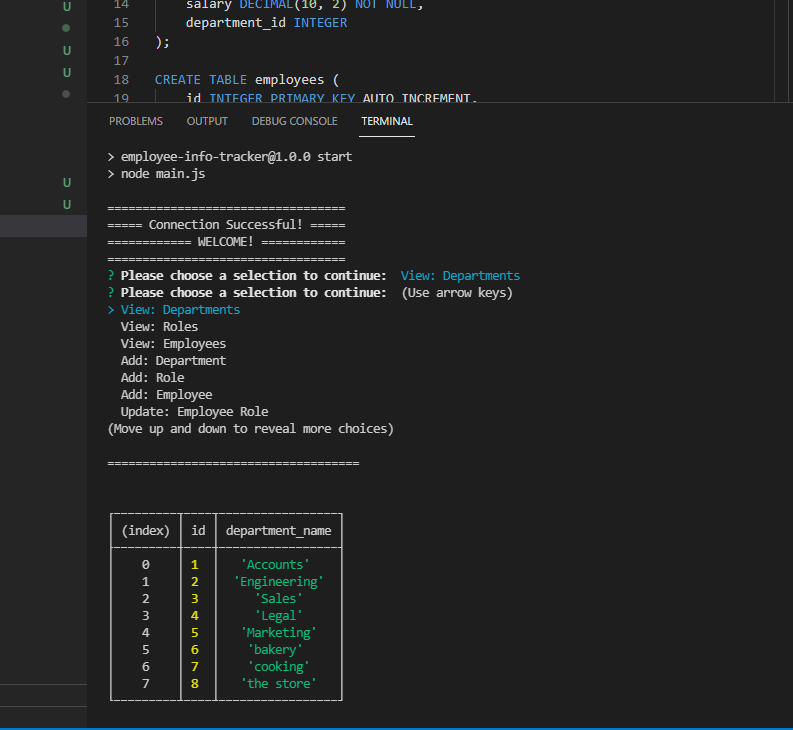 U
14 salary DECIMAL(10, 2) NOT NULL,
15 department_id INTEGER
U
16 );
U
17
18 CREATE TABLE employees (
19 id INTEGER PRIMARY KEY AUTO_INCREMENT,
PROBLEMS OUTPUT DEBUG CONSOLE TERMINAL
> employee-info-tracker@1.0.0 start
> node main.js
U
U
==================================
===== Connection Successful! =====
============ WELCOME! ============
==================================
? Please choose a selection to continue: View: Departments
? Please choose a selection to continue: (Use arrow keys)
> View: Departments
View: Roles
View: Employees
Add: Department
Add: Role
Add: Employee
Update: Employee Role
(Move up and down to reveal more choices)
====================================
(index) id department_name
0 1 'Accounts'
1 2 'Engineering'
2 3 'Sales'
3 4 'Legal'
4 5 'Marketing'
5 6 'bakery'
6 7 'cooking'
7 8 'the store'